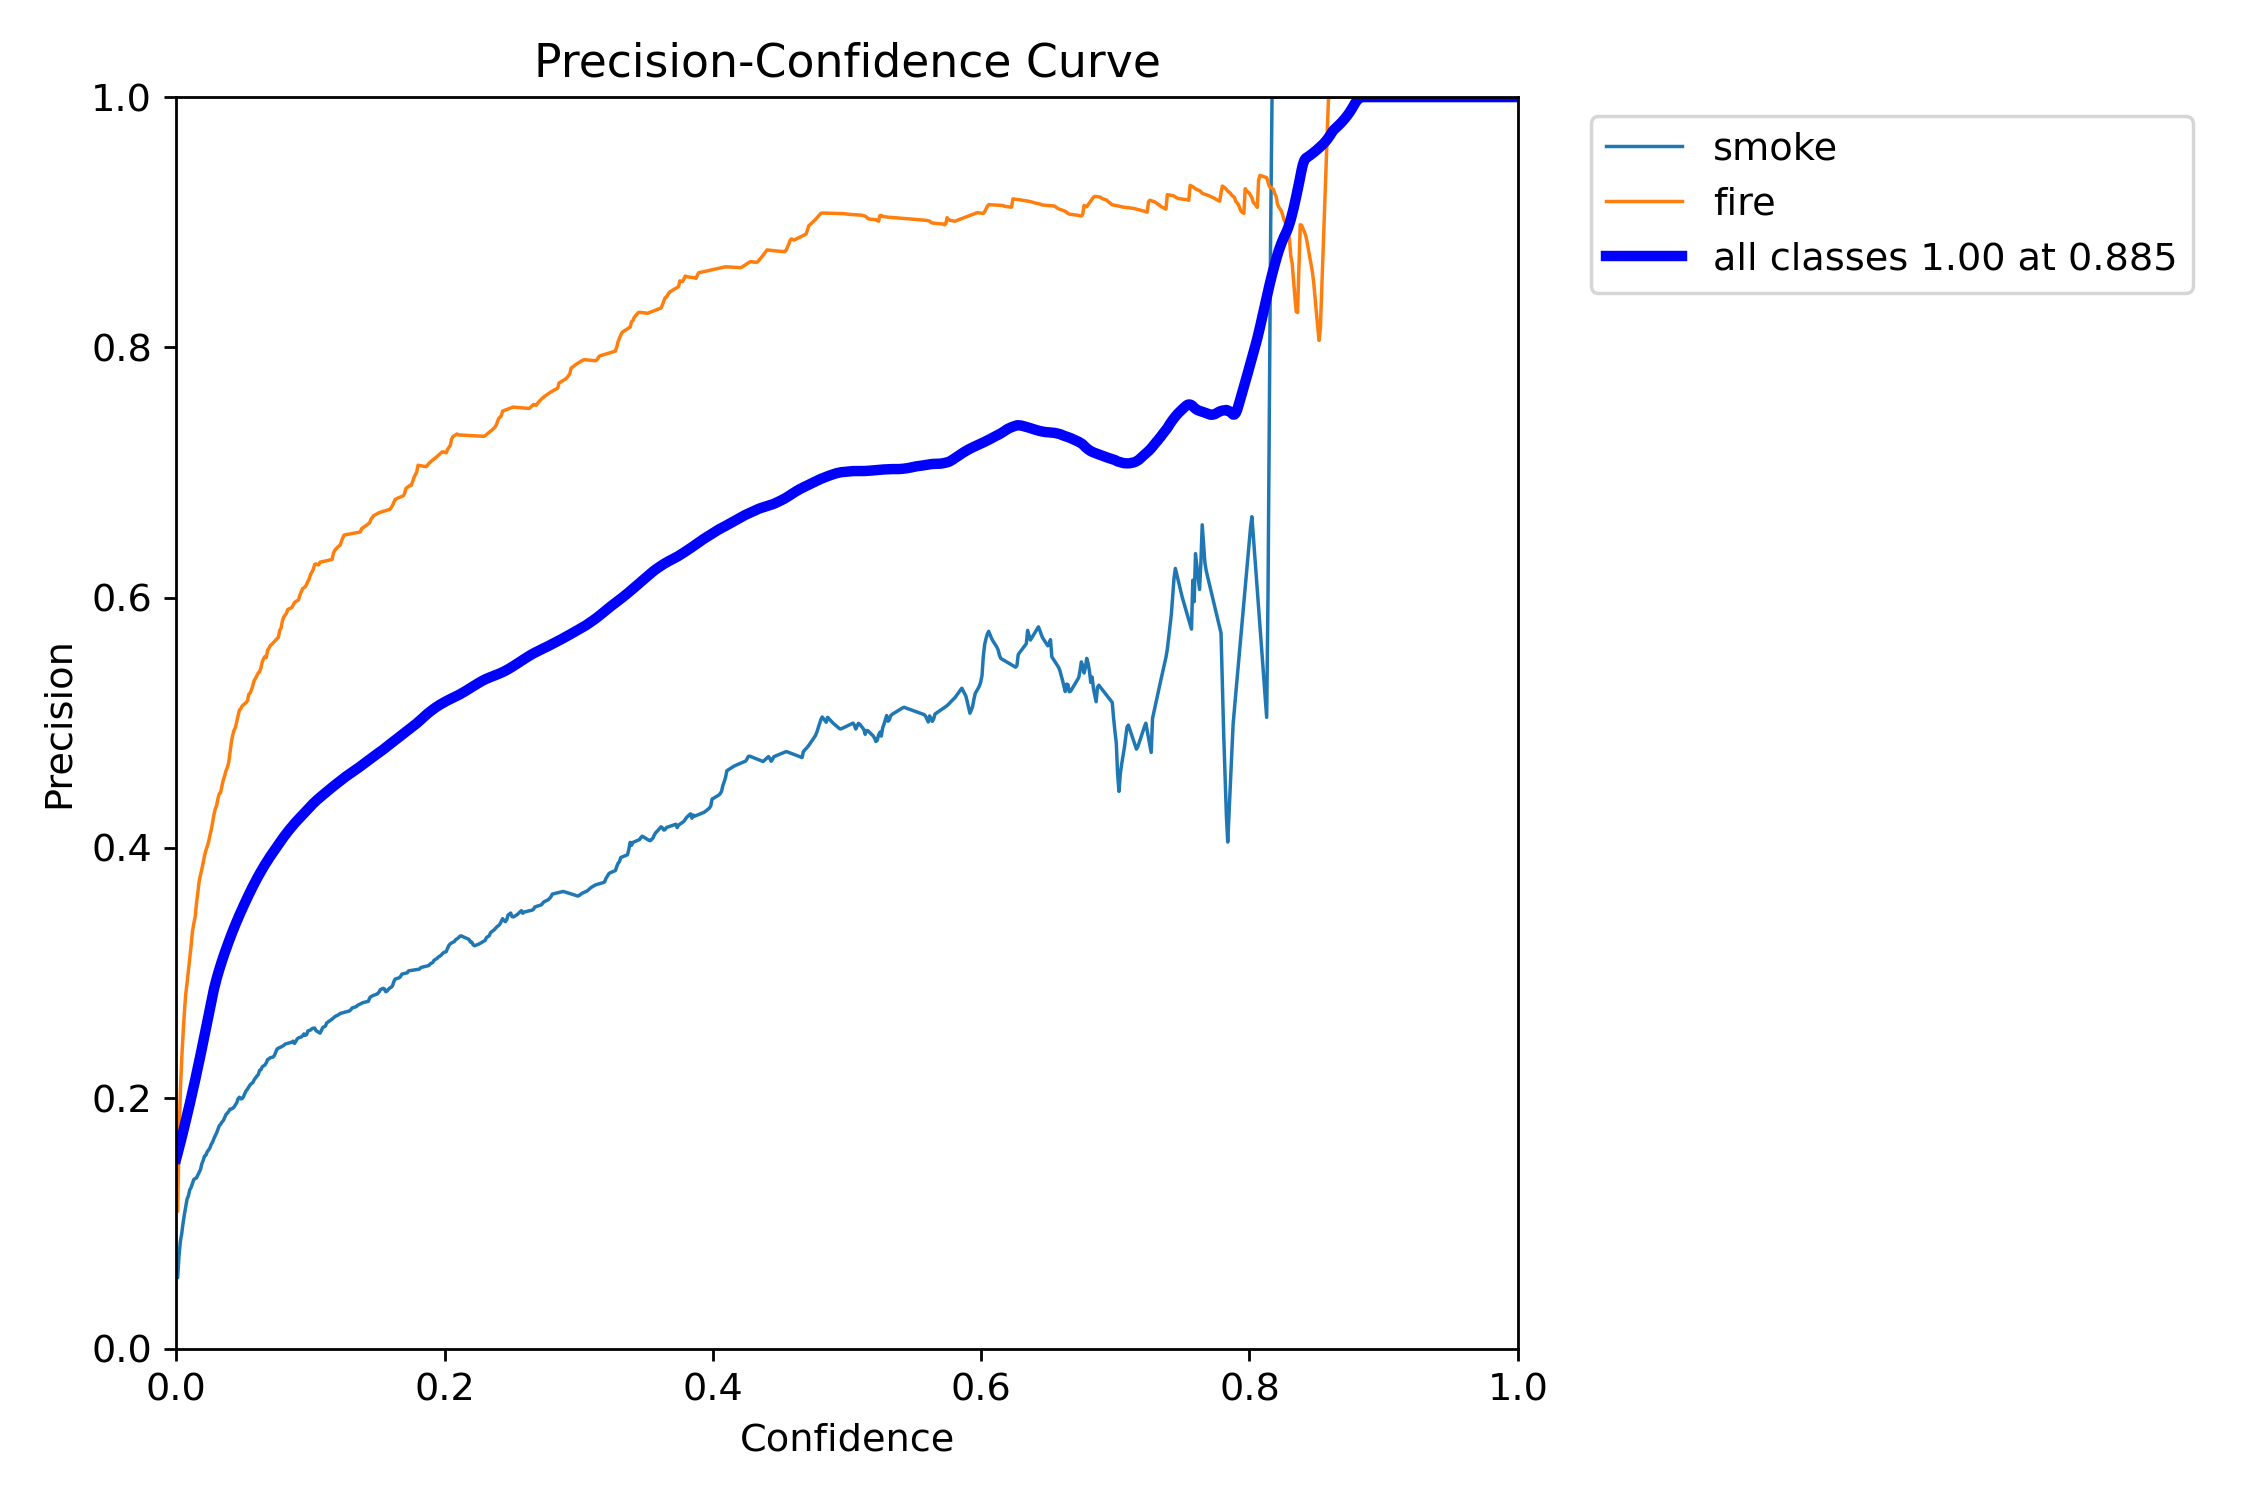 Precision-Confidence Curve
1.0
0.8
0.6
0.4
0.2
0.0
Precision
0.0 0.2 0.4 0.6 0.8 1.0
Confidence
smoke
fire
all classes 1.00 at 0.885